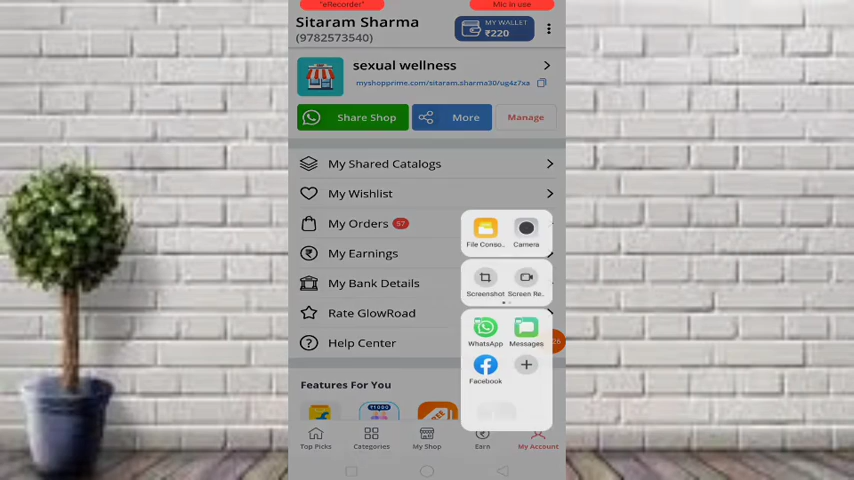 "eRecorder"
Mic in use
Sitaram Sharma
(9782573540)
MY WALLET
₹220
sexual wellness
myshopprime.com/sitaram.sharma30/ug4z7xa
Share Shop
More
Manage
My Shared Catalogs
My Wishlist
My Orders 57
My Earnings
My Bank Details
Rate GlowRoad
Help Center
File Conso..
Camera
Screenshot
Screen Re..
WhatsApp
Messages
Facebook
26
Features For You
₹1000
Top Picks
Categories
My Shop
Earn
My Account